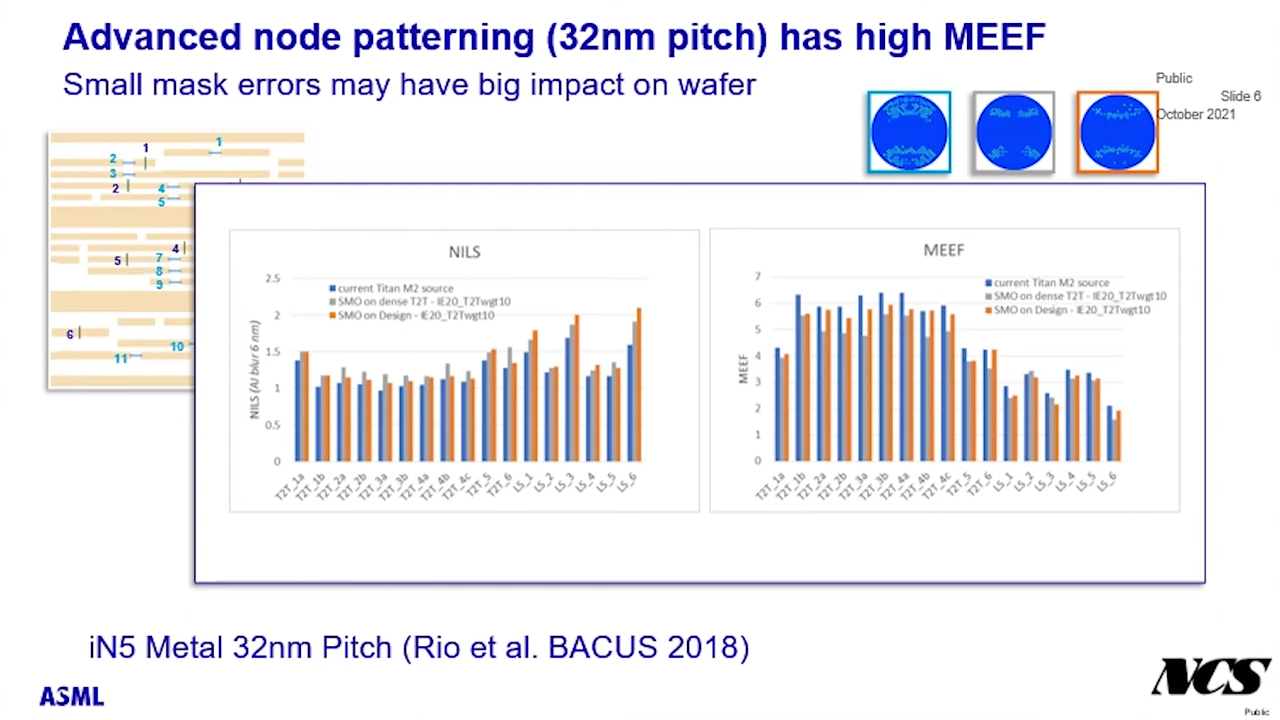 Advanced node patterning (32nm pitch) has high MEEF
Small mask errors may have big impact on wafer
Public
Slide 6
October 2021
1
1
2
3
2
4
5
4
5
7
8
9
6
10
11
NILS
2.5
2
1.5
1
0.5
0
NILS (AI blur 6 nm)
current Titan M2 source
SMO on dense T2T - IE20_T2Twgt10
SMO on Design - IE20_T2Twgt10
T2T_1a
T2T_1b
T2T_2a
T2T_2b
T2T_3a
T2T_3b
T2T_4a
T2T_4b
T2T_4c
T2T_5
T2T_6
LS_1
LS_2
LS_3
LS_4
LS_5
LS_6
MEEF
7
6
5
4
3
2
1
0
MEEF
current Titan M2 source
SMO on dense T2T - IE20_T2Twgt10
SMO on Design - IE20_T2Twgt10
T2T_1a
T2T_1b
T2T_2a
T2T_2b
T2T_3a
T2T_3b
T2T_4a
T2T_4b
T2T_4c
T2T_5
T2T_6
LS_1
LS_2
LS_3
LS_4
LS_5
LS_6
iN5 Metal 32nm Pitch (Rio et al. BACUS 2018)
ASML
NCS
Public